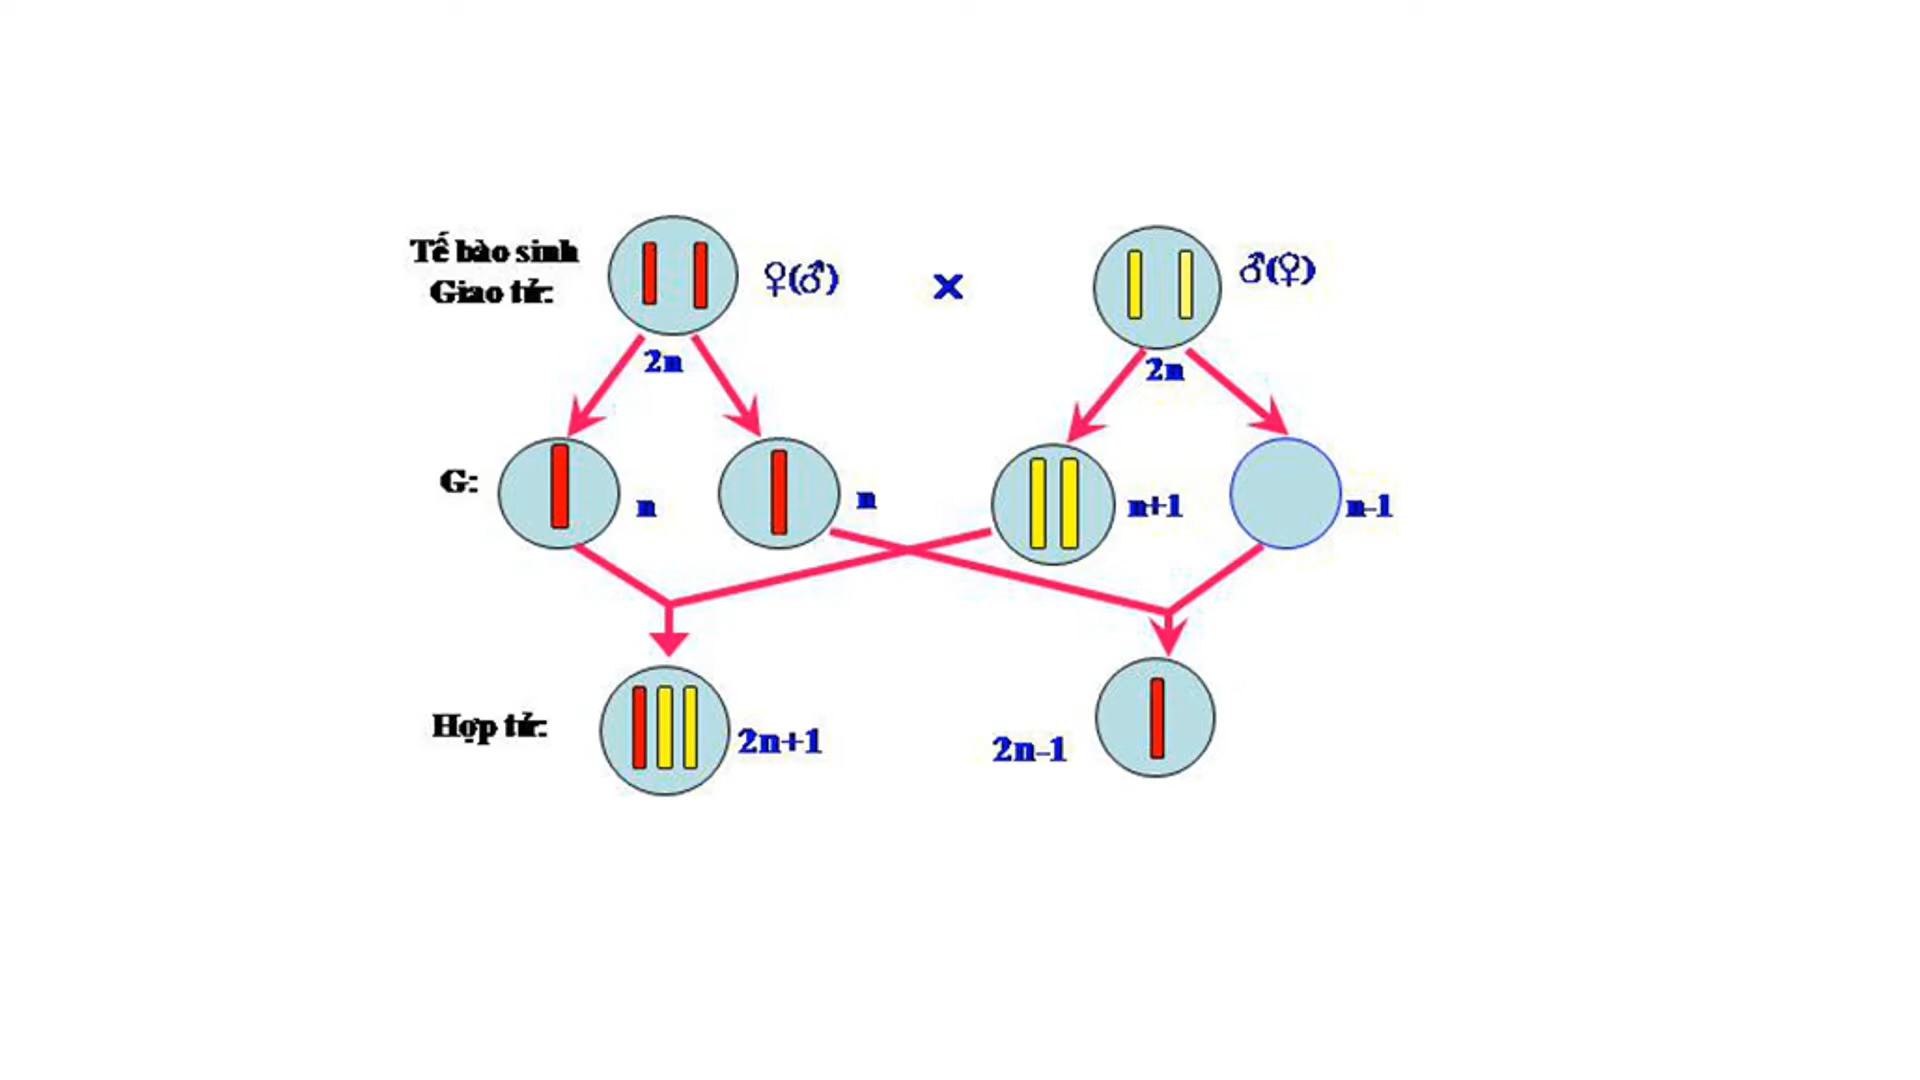 Tế bào sinh
Giao tử:
♀(♂)
x
♂(♀)
2n
2n
G:
n
n
n+1
n-1
Hợp tử:
2n+1
2n-1